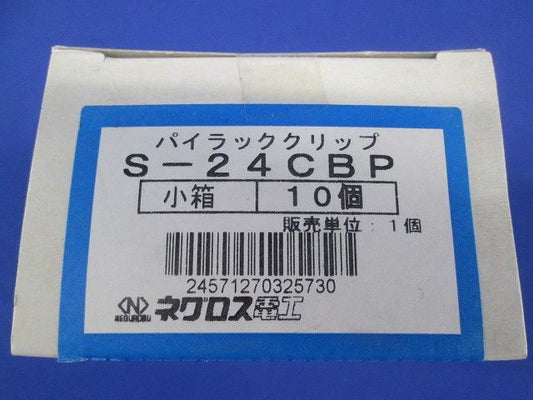 パイラッククリップ
S-24CBP
小箱 10個
販売単位:1個
24571270325730
NEGUROSU ネグロス電工